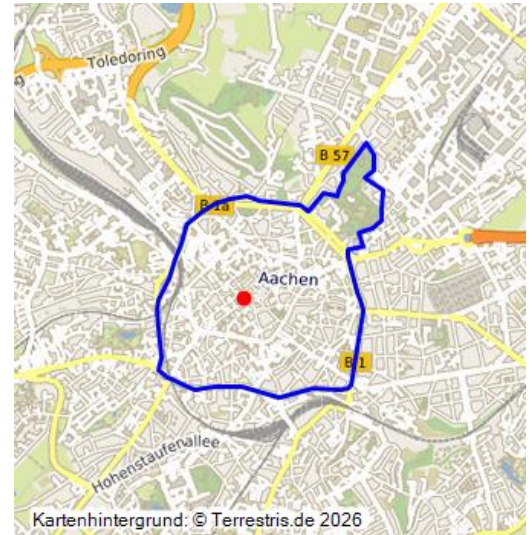 Toledoring
B 57
B 1a
Aachen
B 1
Hohenstaufenallee
Kartenhintergrund: © Terrestris.de 2026